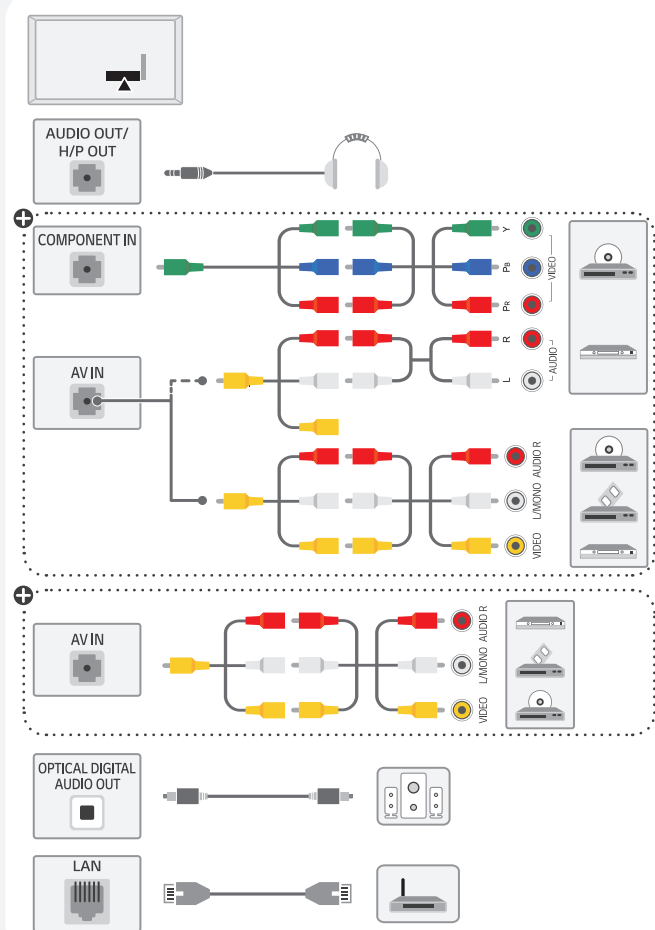 AUDIO OUT/
H/P OUT
COMPONENT IN
Y
PB
PR
VIDEO
AV IN
R
L
AUDIO
AUDIO R
L/MONO
VIDEO
AV IN
AUDIO R
L/MONO
VIDEO
OPTICAL DIGITAL
AUDIO OUT
LAN